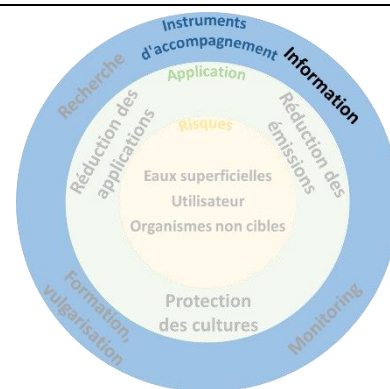 Instruments
d'accompagnement
Information
Recherche
Application
Réduction des
applications
Réduction des
émissions
Risques
Eaux superficielles
Utilisateur
Organismes non cibles
Protection
des cultures
Formation,
vulgarisation
Monitoring